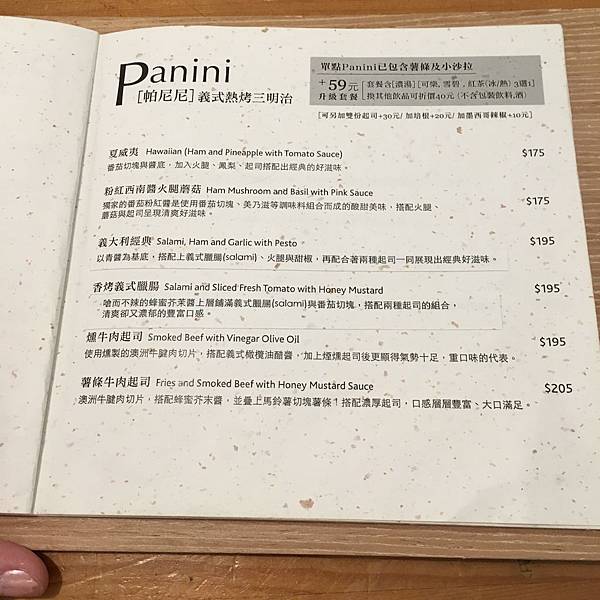 Panini
[帕尼尼] 義式熱烤三明治
單點Panini已包含薯條及小沙拉
+59元 套餐含[濃湯] [可樂, 雪碧, 紅茶(冰/熱) 3選1]
升級套餐 換其他飲品可折價40元 (不含包裝飲料,酒)
[可另加雙份起司+30元/ 加培根+20元/ 加墨西哥辣椒+10元]
夏威夷 Hawaiian (Ham and Pineapple with Tomato Sauce) $175
番茄切塊與醬底,加入火腿、鳳梨、起司搭配出經典的好滋味。
粉紅西南醬火腿蘑菇 Ham Mushroom and Basil with Pink Sauce $175
獨家的番茄粉紅醬是使用番茄切塊、美乃滋等調味料組合而成的酸甜美味,搭配火腿、
蘑菇與起司呈現清爽好滋味。
義大利經典 Salami, Ham and Garlic with Pesto $195
以青醬為基底,搭配上義式臘腸(salami)、火腿與甜椒,再配合著兩種起司一同展現出經典好滋味。
香烤義式臘腸 Salami and Sliced Fresh Tomato with Honey Mustard $195
嗆而不辣的蜂蜜芥茉醬上層鋪滿義式臘腸(salami)與番茄切塊,搭配兩種起司的組合,
清爽卻又濃郁的豐富口感。
燻牛肉起司 Smoked Beef with Vinegar Olive Oil $195
使用燻製的澳洲牛腱肉切片,搭配義式橄欖油醋醬,加上煙燻起司後更顯得氣勢十足,重口味的代表。
薯條牛肉起司 Fries and Smoked Beef with Honey Mustard Sauce $205
澳洲牛腱肉切片,搭配蜂蜜芥末醬,並疊上馬鈴薯切塊薯條!搭配濃厚起司,口感層層豐富、大口滿足。